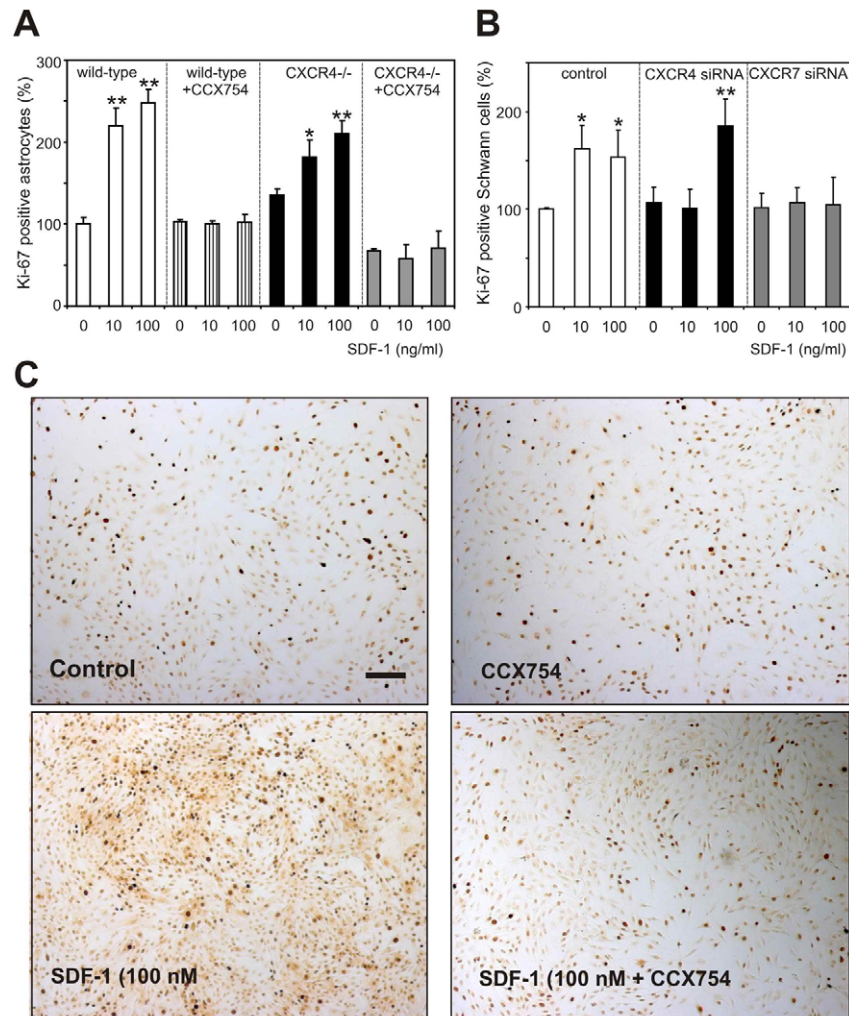 A
Ki-67 positive astrocytes (%)
300
200
100
0
wild-type
wild-type
+CCX754
CXCR4-/-
CXCR4-/-
+CCX754
**
**
*
**
0 10 100 0 10 100 0 10 100 0 10 100
SDF-1 (ng/ml)
B
Ki-67 positive Schwann cells (%)
200
100
0
control
CXCR4 siRNA
CXCR7 siRNA
*
*
**
0 10 100 0 10 100 0 10 100
SDF-1 (ng/ml)
C
Control
CCX754
SDF-1 (100 nM
SDF-1 (100 nM + CCX754